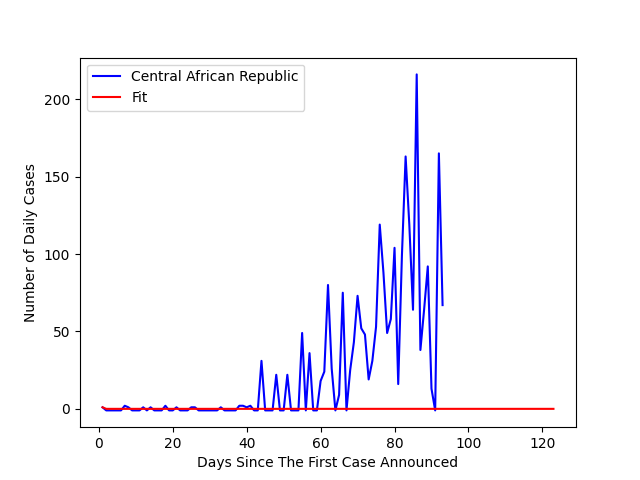 Central African Republic
Fit
Number of Daily Cases
200
150
100
50
0
0 20 40 60 80 100 120
Days Since The First Case Announced